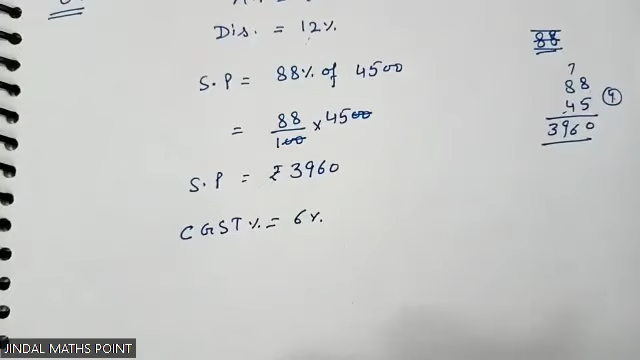 Dis. = 12%
S.P = 88% of 4500
= 88/100 × 4500
S.P = ₹ 3960
CGST% = 6%
88
7
88
45 9
3960
JINDAL MATHS POINT